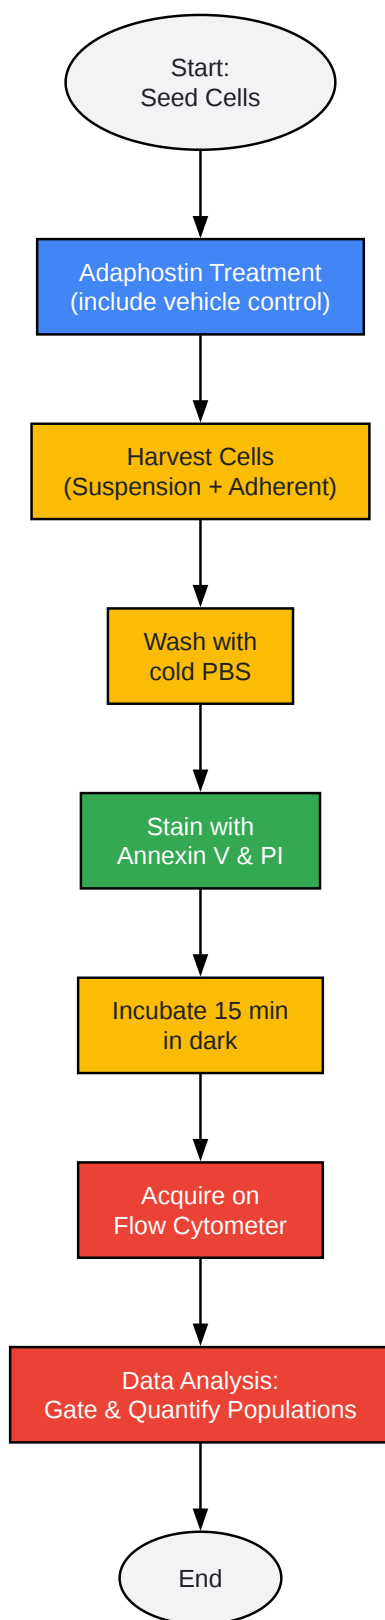 Start:
Seed Cells
Adaphostin Treatment
(include vehicle control)
Harvest Cells
(Suspension + Adherent)
Wash with
cold PBS
Stain with
Annexin V & PI
Incubate 15 min
in dark
Acquire on
Flow Cytometer
Data Analysis:
Gate & Quantify Populations
End